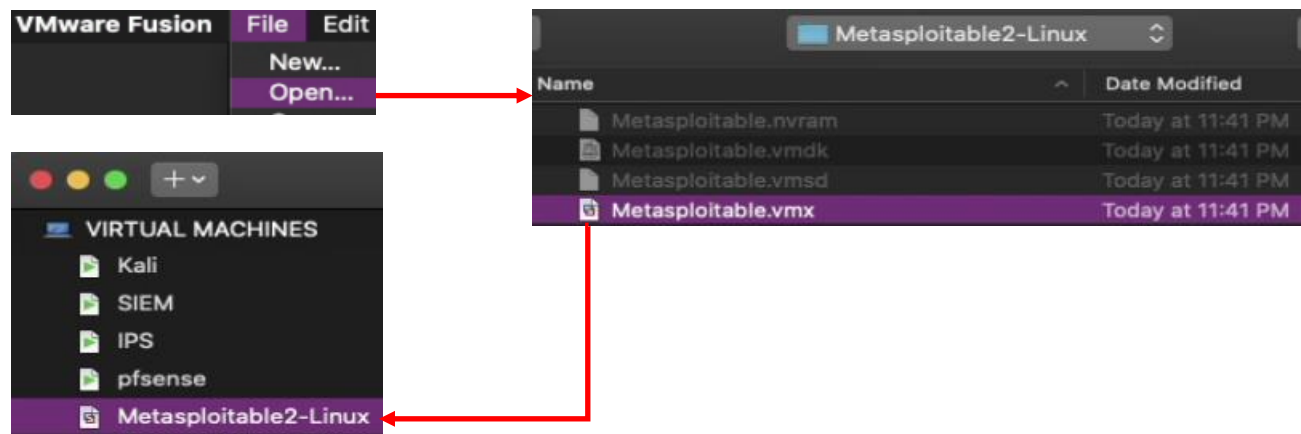 VMware Fusion File Edit
New...
Open...
Metasploitable2-Linux
Name Date Modified
Metasploitable.nvram Today at 11:41 PM
Metasploitable.vmdk Today at 11:41 PM
Metasploitable.vmsd Today at 11:41 PM
Metasploitable.vmx Today at 11:41 PM
VIRTUAL MACHINES
Kali
SIEM
IPS
pfsense
Metasploitable2-Linux